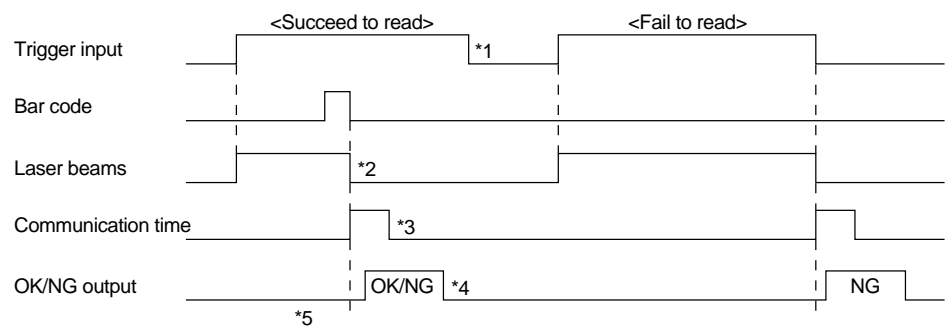 <Succeed to read> <Fail to read>
Trigger input *1
Bar code
Laser beams *2
Communication time *3
OK/NG output OK/NG *4 NG
*5